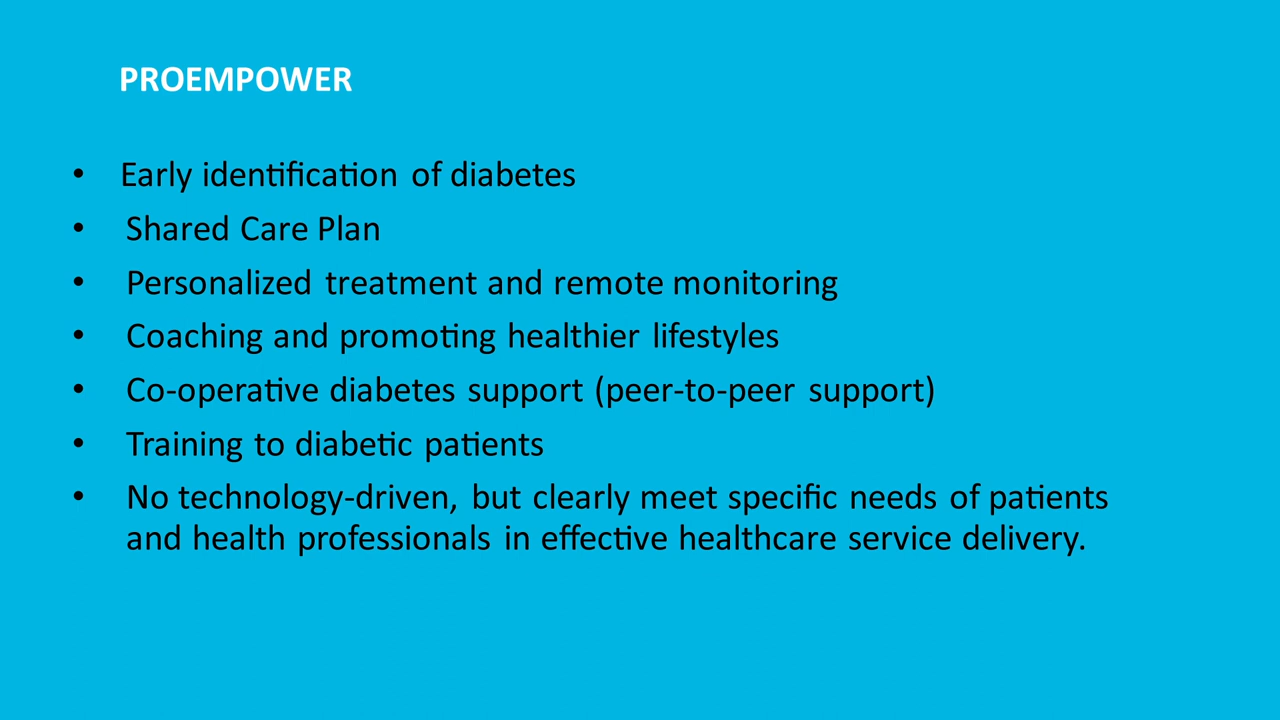 PROEMPOWER
• Early identification of diabetes
• Shared Care Plan
• Personalized treatment and remote monitoring
• Coaching and promoting healthier lifestyles
• Co-operative diabetes support (peer-to-peer support)
• Training to diabetic patients
• No technology-driven, but clearly meet specific needs of patients
and health professionals in effective healthcare service delivery.